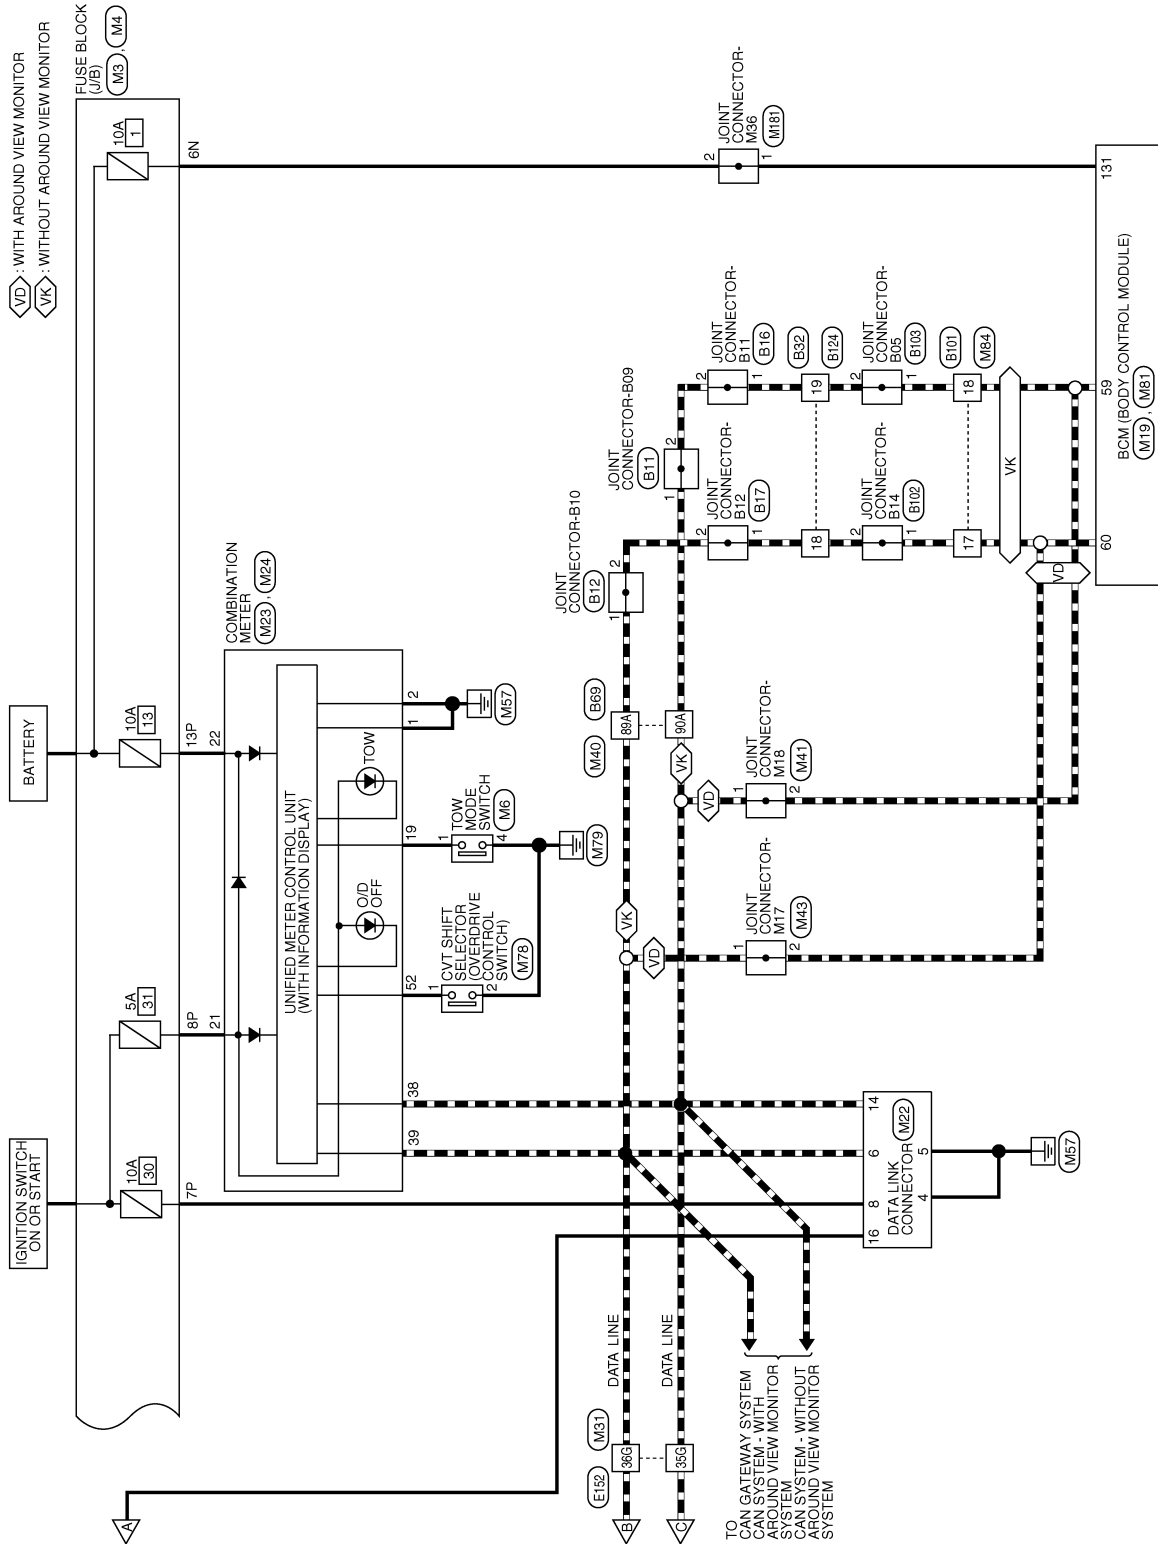 VD : WITH AROUND VIEW MONITOR
VK : WITHOUT AROUND VIEW MONITOR
IGNITION SWITCH
ON OR START
BATTERY
FUSE BLOCK
(J/B)
M3 , M4
10A
30
5A
31
10A
13
10A
1
7P
8P
13P
6N
21
22
COMBINATION
METER
M23 , M24
UNIFIED METER CONTROL UNIT
(WITH INFORMATION DISPLAY)
O/D
OFF
TOW
39
38
52
19
1
2
1
2
CVT SHIFT
SELECTOR
(OVERDRIVE
CONTROL
SWITCH)
M78
1
4
TOW
MODE
SWITCH
M6
M79
M57
A
B
C
E152
M31
36G
35G
DATA LINE
DATA LINE
TO
CAN GATEWAY SYSTEM
CAN SYSTEM - WITH
AROUND VIEW MONITOR
SYSTEM
CAN SYSTEM - WITHOUT
AROUND VIEW MONITOR
SYSTEM
VK
VD
VK
VD
M40
B69
89A
90A
JOINT
CONNECTOR-B10
B12
1
2
JOINT
CONNECTOR-B09
B11
1
2
JOINT
CONNECTOR-
M36
M181
2
1
JOINT
CONNECTOR-
B12
B17
2
1
JOINT
CONNECTOR-
B11
B16
2
1
B32
B124
18
19
JOINT
CONNECTOR-
B14
B102
2
1
JOINT
CONNECTOR-
B05
B103
2
1
B101
M84
17
18
VK
VD
JOINT
CONNECTOR-
M17
M43
1
2
JOINT
CONNECTOR-
M18
M41
1
2
16
8
6
14
DATA LINK
CONNECTOR
M22
4
5
M57
60
59
131
BCM (BODY CONTROL MODULE)
M19 , M81